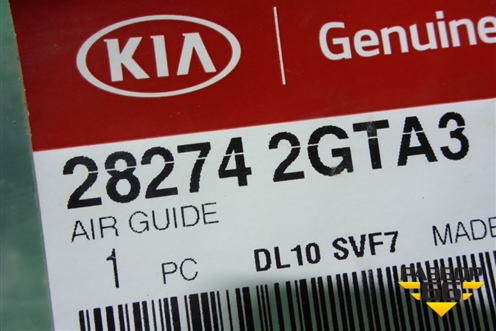 KIA Genuine
28274 2GTA3
AIR GUIDE
1 PC DL10 SVF7 MADE